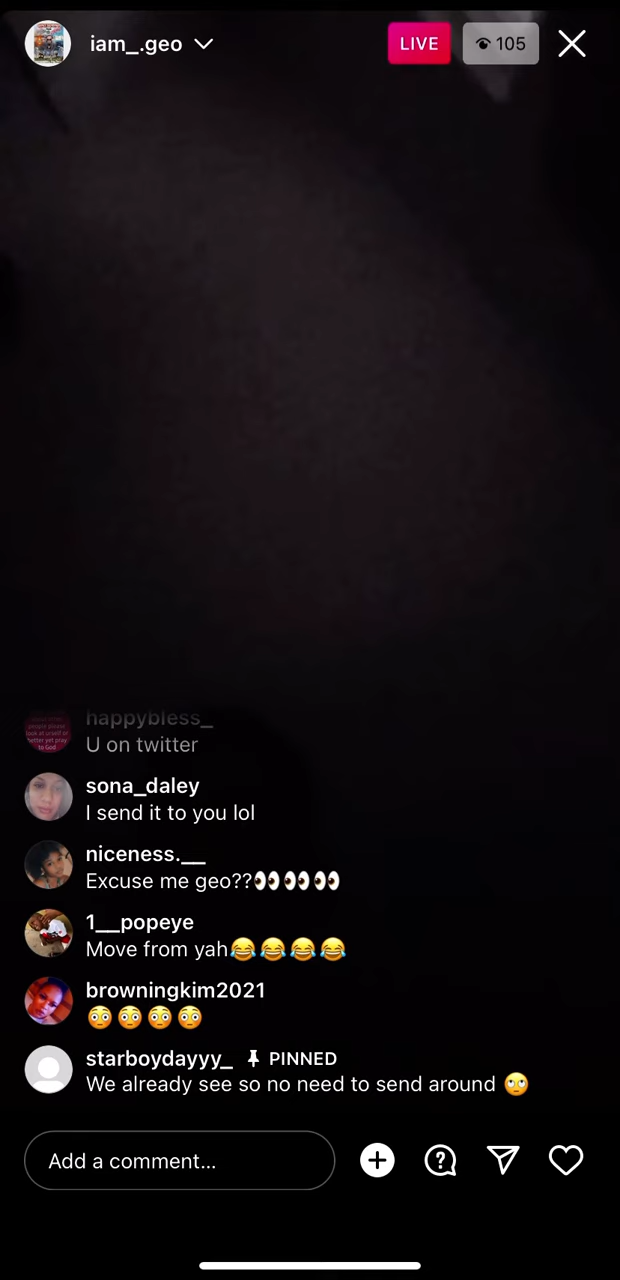 iam_.geo
LIVE
105
happybless_
U on twitter
sona_daley
I send it to you lol
niceness.__
Excuse me geo??👀👀👀
1__popeye
Move from yah😂😂😂😂
browningkim2021
😳😳😳😳
starboydayyy_ PINNED
We already see so no need to send around 🙄
Add a comment...